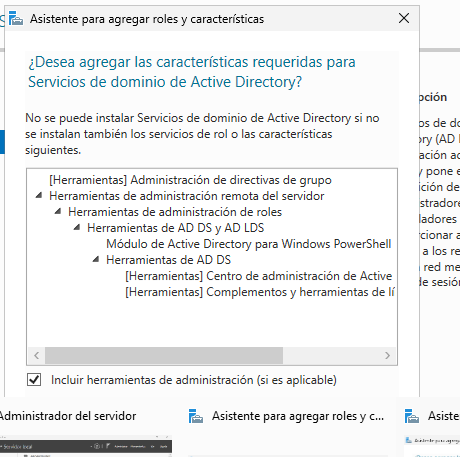 Asistente para agregar roles y características
¿Desea agregar las características requeridas para
Servicios de dominio de Active Directory?
No se puede instalar Servicios de dominio de Active Directory si no
se instalan también los servicios de rol o las características
siguientes.
[Herramientas] Administración de directivas de grupo
Herramientas de administración remota del servidor
Herramientas de administración de roles
Herramientas de AD DS y AD LDS
Módulo de Active Directory para Windows PowerShell
Herramientas de AD DS
[Herramientas] Centro de administración de Active
[Herramientas] Complementos y herramientas de lí
Incluir herramientas de administración (si es aplicable)
pción
os de do
ory (AD
ación a
y pone e
ición de
stradore
dadores
orcionar a
a los re
red me
de sesió
Administrador del servidor
Asistente para agregar roles y c...
Asiste
Servidor local